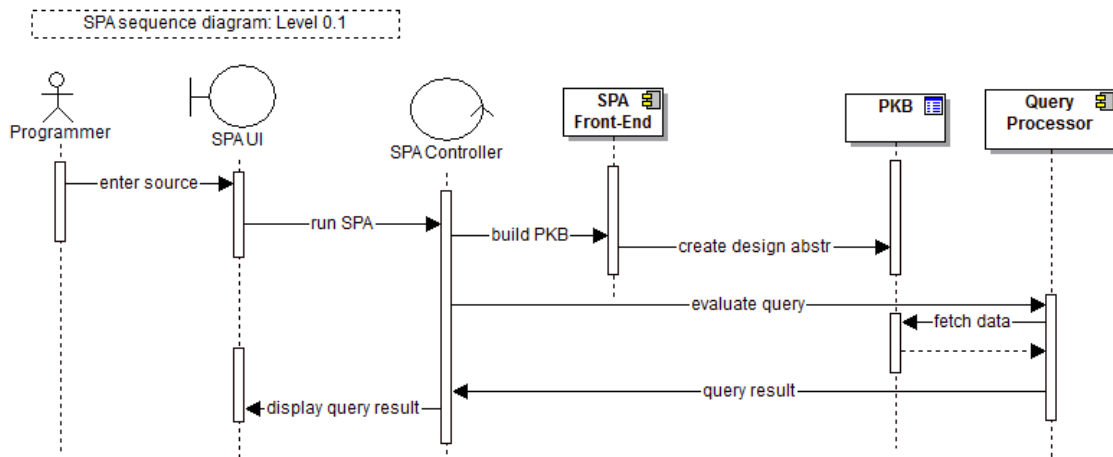 SPA sequence diagram: Level 0.1
Programmer
SPA UI
SPA Controller
SPA
Front-End
PKB
Query
Processor
enter source
run SPA
build PKB
create design abstr
evaluate query
fetch data
query result
display query result